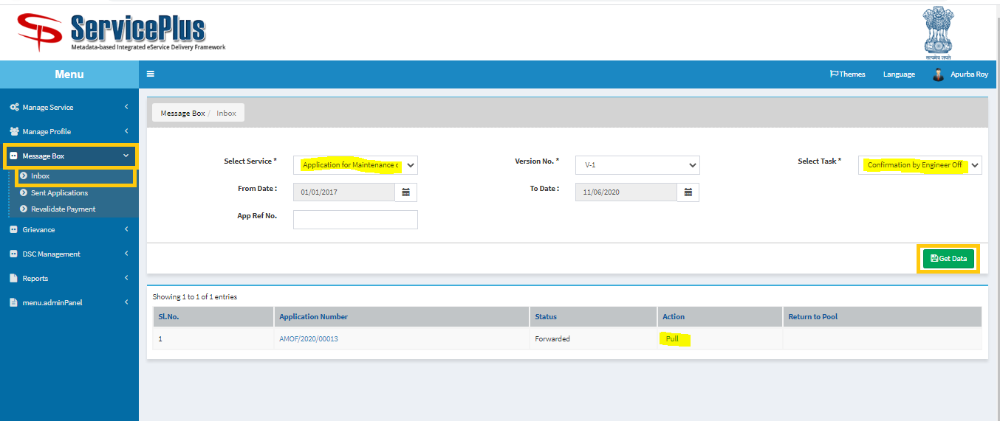 ServicePlus
Metadata-based Integrated eService Delivery Framework
सत्यमेव जयते
Menu
Themes Language Apurba Roy
Manage Service
Manage Profile
Message Box
Inbox
Sent Applications
Revalidate Payment
Grievance
DSC Management
Reports
menu.adminPanel
Message Box / Inbox
Select Service * Application for Maintenance c Version No. * V-1 Select Task * Confirmation by Engineer Off
From Date : 01/01/2017 To Date : 11/06/2020
App Ref No.
Get Data
Showing 1 to 1 of 1 entries
Sl.No. Application Number Status Action Return to Pool
1 AMOF/2020/00013 Forwarded Pull